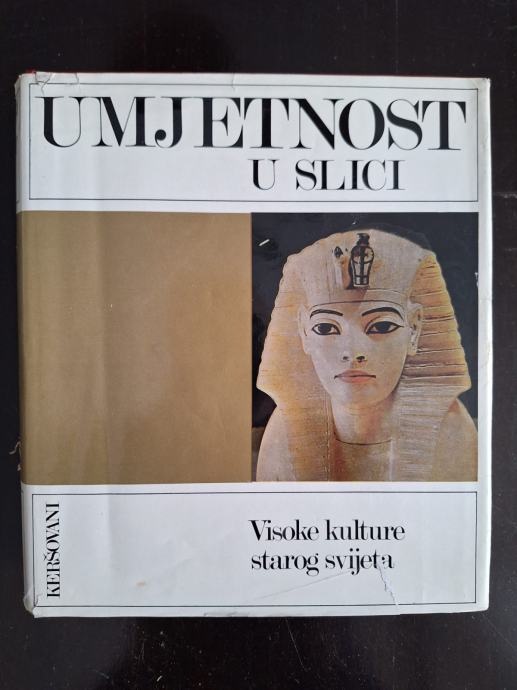 UMJETNOST
U SLICI
KERŠOVANI
Visoke kulture
starog svijeta